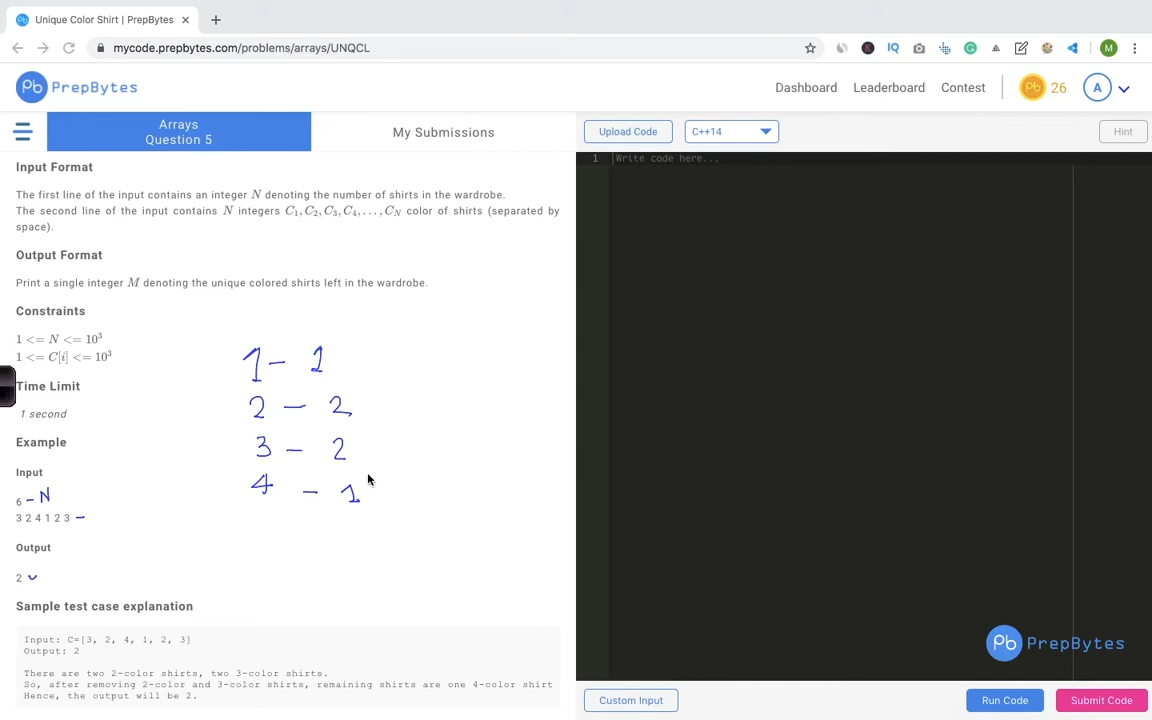 Unique Color Shirt | PrepBytes
mycode.prepbytes.com/problems/arrays/UNQCL
IQ
M
Pb PrepBytes
Dashboard Leaderboard Contest Pb 26 A
Arrays
Question 5
My Submissions
Upload Code C++14 Hint
Input Format
The first line of the input contains an integer N denoting the number of shirts in the wardrobe.
The second line of the input contains N integers C₁, C₂, C₃, C₄, . . . , C_N color of shirts (separated by
space).
Output Format
Print a single integer M denoting the unique colored shirts left in the wardrobe.
Constraints
1 <= N <= 10³
1 <= C[i] <= 10³
Time Limit
1 second
Example
Input
6 - N
3 2 4 1 2 3 -
Output
2
Sample test case explanation
Input: C=[3, 2, 4, 1, 2, 3]
Output: 2
There are two 2-color shirts, two 3-color shirts.
So, after removing 2-color and 3-color shirts, remaining shirts are one 4-color shirt
Hence, the output will be 2.
1 - 1
2 - 2
3 - 2
4 - 1
1 Write code here...
Pb PrepBytes
Custom Input Run Code Submit Code